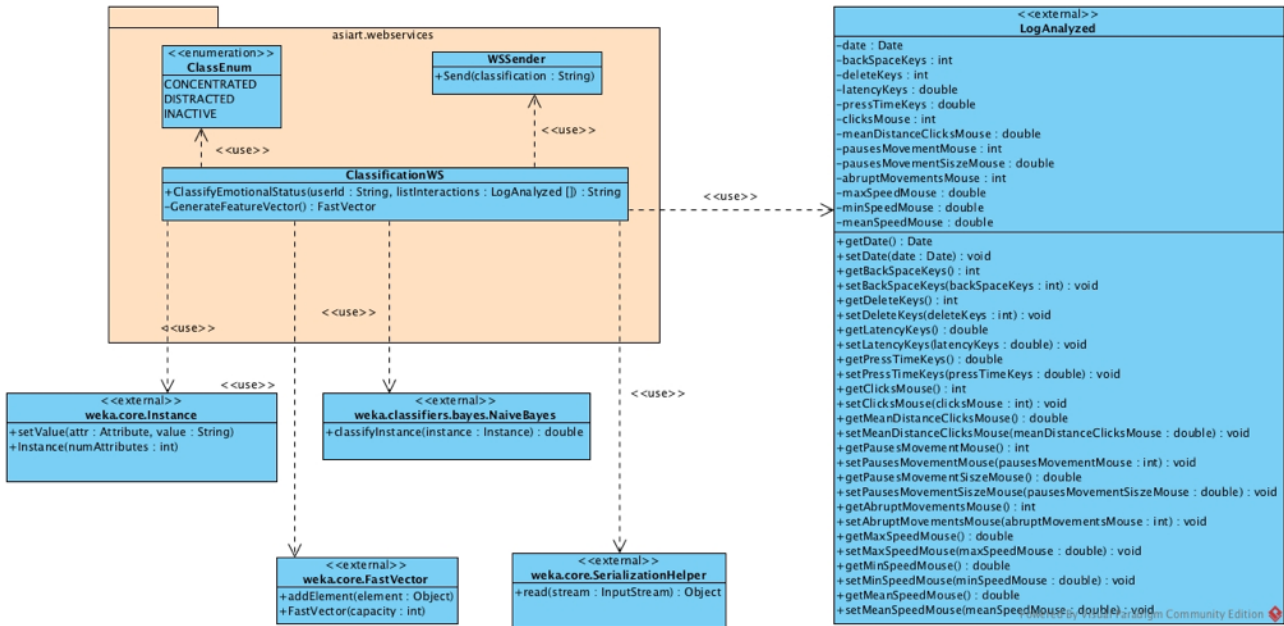 asiart.webservices
<<enumeration>>
ClassEnum
CONCENTRATED
DISTRACTED
INACTIVE
WSSender
+Send(classification : String)
<<use>>
<<use>>
ClassificationWS
+ClassifyEmotionalStatus(userId : String, listInteractions : LogAnalyzed []) : String
-GenerateFeatureVector() : FastVector
<<use>>
<<use>>
<<use>>
<<use>>
<<use>>
<<external>>
weka.core.Instance
+setValue(attr : Attribute, value : String)
+Instance(numAttributes : int)
<<external>>
weka.classifiers.bayes.NaiveBayes
+classifyInstance(instance : Instance) : double
<<external>>
weka.core.FastVector
+addElement(element : Object)
+FastVector(capacity : int)
<<external>>
weka.core.SerializationHelper
+read(stream : InputStream) : Object
<<external>>
LogAnalyzed
-date : Date
-backSpaceKeys : int
-deleteKeys : int
-latencyKeys : double
-pressTimeKeys : double
-clicksMouse : int
-meanDistanceClicksMouse : double
-pausesMovementMouse : int
-pausesMovementSiszeMouse : double
-abruptMovementsMouse : int
-maxSpeedMouse : double
-minSpeedMouse : double
-meanSpeedMouse : double
+getDate() : Date
+setDate(date : Date) : void
+getBackSpaceKeys() : int
+setBackSpaceKeys(backSpaceKeys : int) : void
+getDeleteKeys() : int
+setDeleteKeys(deleteKeys : int) : void
+getLatencyKeys() : double
+setLatencyKeys(latencyKeys : double) : void
+getPressTimeKeys() : double
+setPressTimeKeys(pressTimeKeys : double) : void
+getClicksMouse() : int
+setClicksMouse(clicksMouse : int) : void
+getMeanDistanceClicksMouse() : double
+setMeanDistanceClicksMouse(meanDistanceClicksMouse : double) : void
+getPausesMovementMouse() : int
+setPausesMovementMouse(pausesMovementMouse : int) : void
+getPausesMovementSiszeMouse() : double
+setPausesMovementSiszeMouse(pausesMovementSiszeMouse : double) : void
+getAbruptMovementsMouse() : int
+setAbruptMovementsMouse(abruptMovementsMouse : int) : void
+getMaxSpeedMouse() : double
+setMaxSpeedMouse(maxSpeedMouse : double) : void
+getMinSpeedMouse() : double
+setMinSpeedMouse(minSpeedMouse : double) : void
+getMeanSpeedMouse() : double
+setMeanSpeedMouse(meanSpeedMouse : double) : void
Powered by Visual Paradigm Community Edition